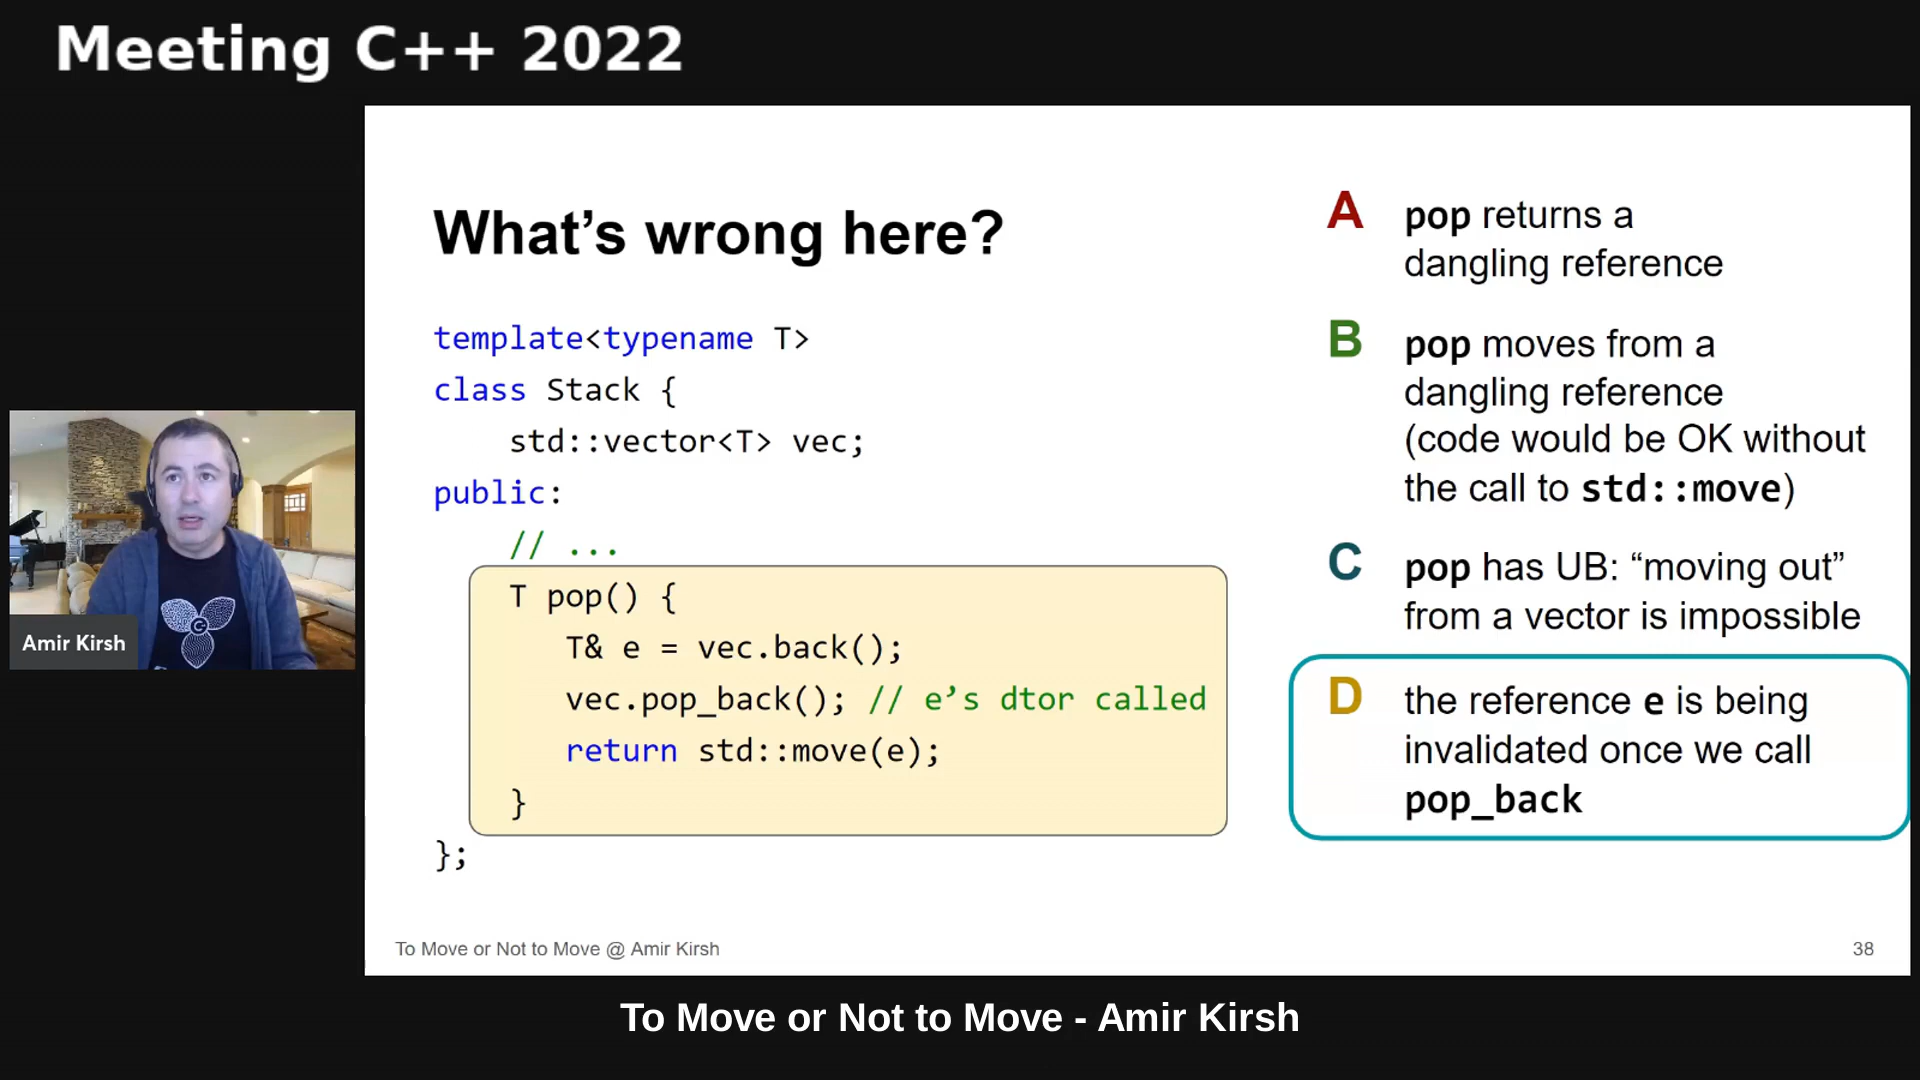 Meeting C++ 2022
What’s wrong here?
template<typename T>
class Stack {
std::vector<T> vec;
public:
// ...
T pop() {
T& e = vec.back();
vec.pop_back(); // e’s dtor called
return std::move(e);
}
};
A pop returns a
dangling reference
B pop moves from a
dangling reference
(code would be OK without
the call to std::move)
C pop has UB: “moving out”
from a vector is impossible
D the reference e is being
invalidated once we call
pop_back
Amir Kirsh
To Move or Not to Move @ Amir Kirsh
38
To Move or Not to Move - Amir Kirsh